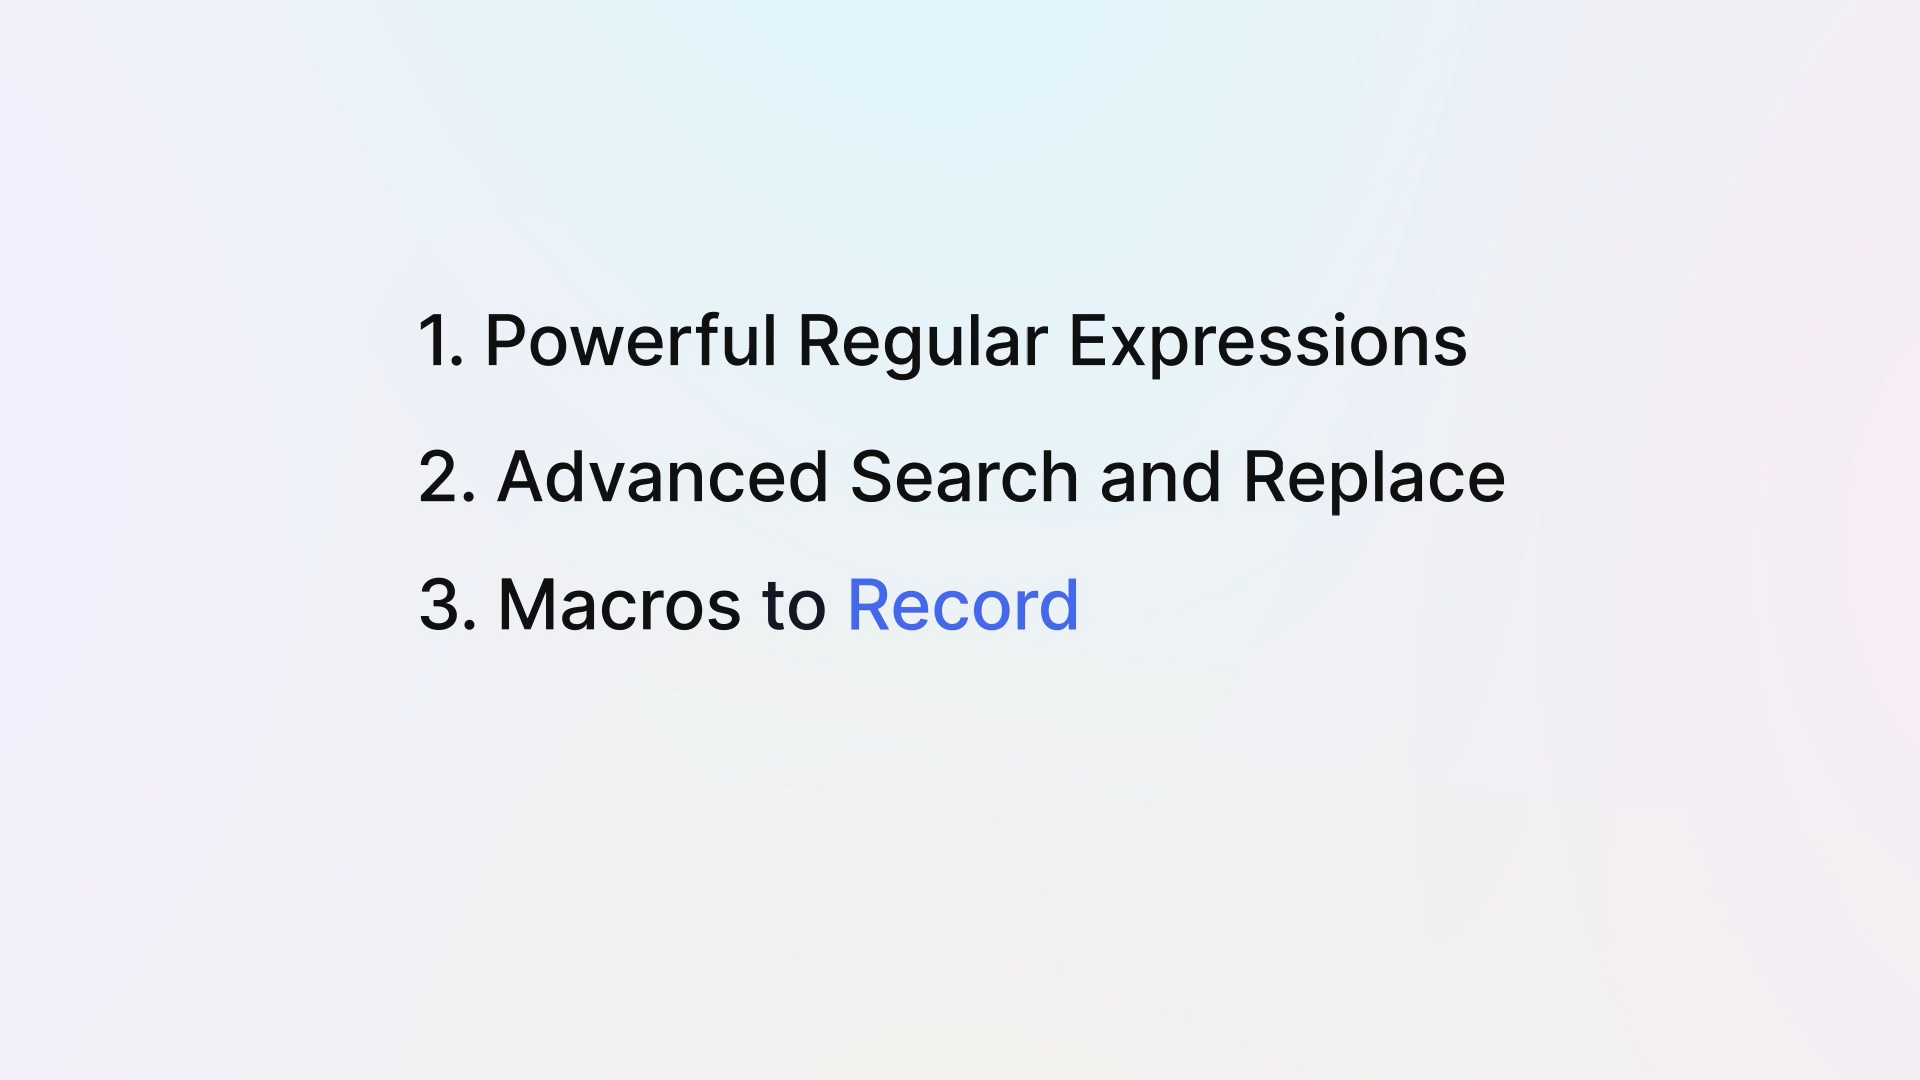 1. Powerful Regular Expressions
2. Advanced Search and Replace
3. Macros to Record